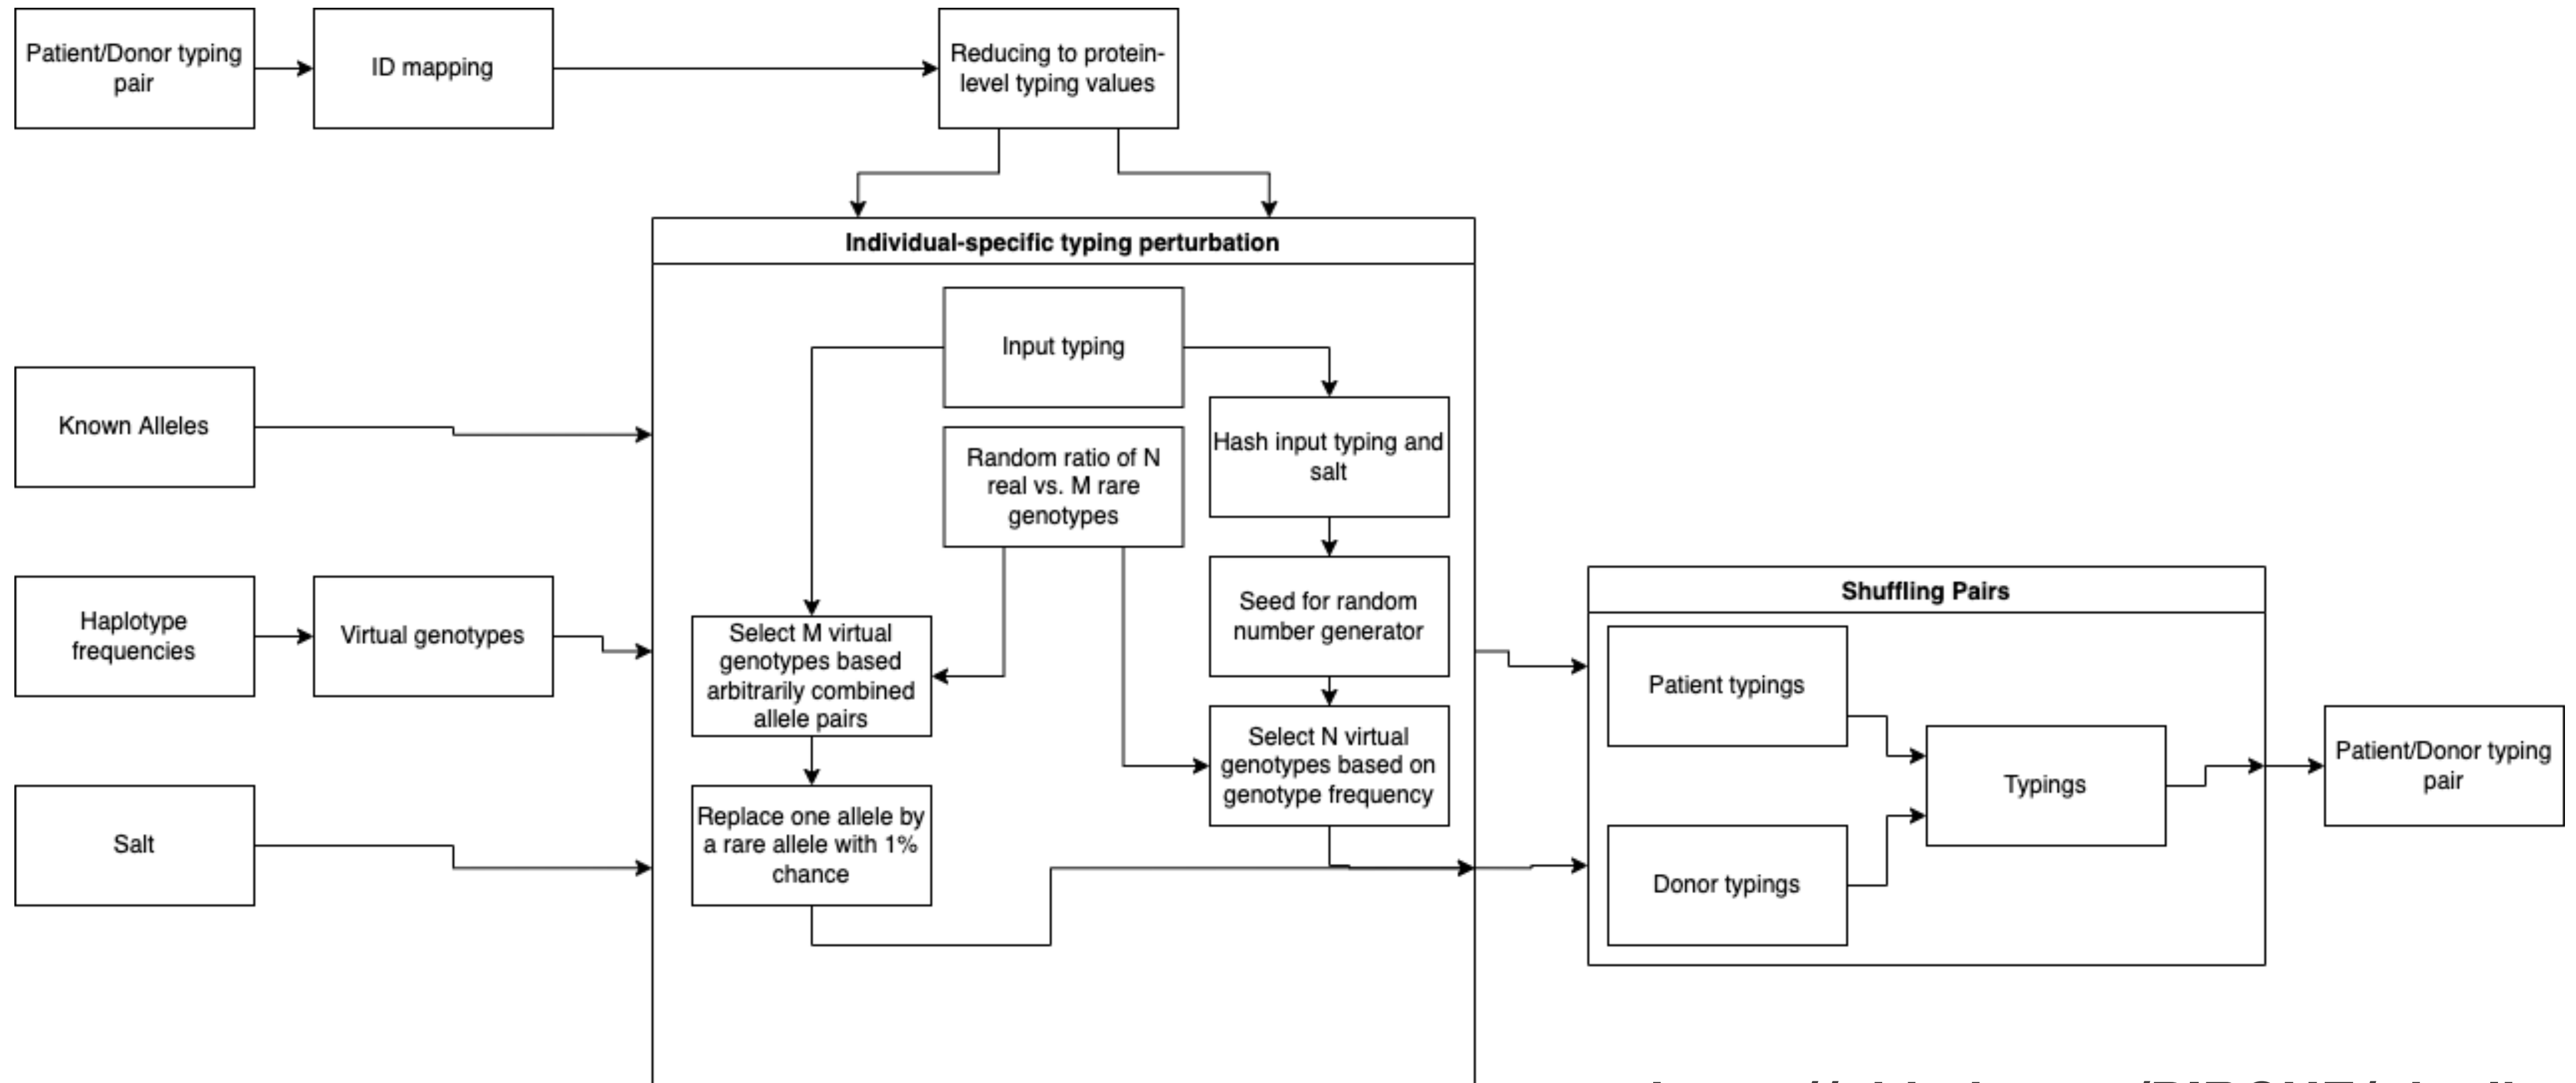 Patient/Donor typing
pair
ID mapping
Reducing to protein-
level typing values
Individual-specific typing perturbation
Input typing
Known Alleles
Random ratio of N
real vs. M rare
genotypes
Hash input typing and
salt
Haplotype
frequencies
Virtual genotypes
Select M virtual
genotypes based
arbitrarily combined
allele pairs
Seed for random
number generator
Select N virtual
genotypes based on
genotype frequency
Salt
Replace one allele by
a rare allele with 1%
chance
Shuffling Pairs
Patient typings
Typings
Donor typings
Patient/Donor typing
pair